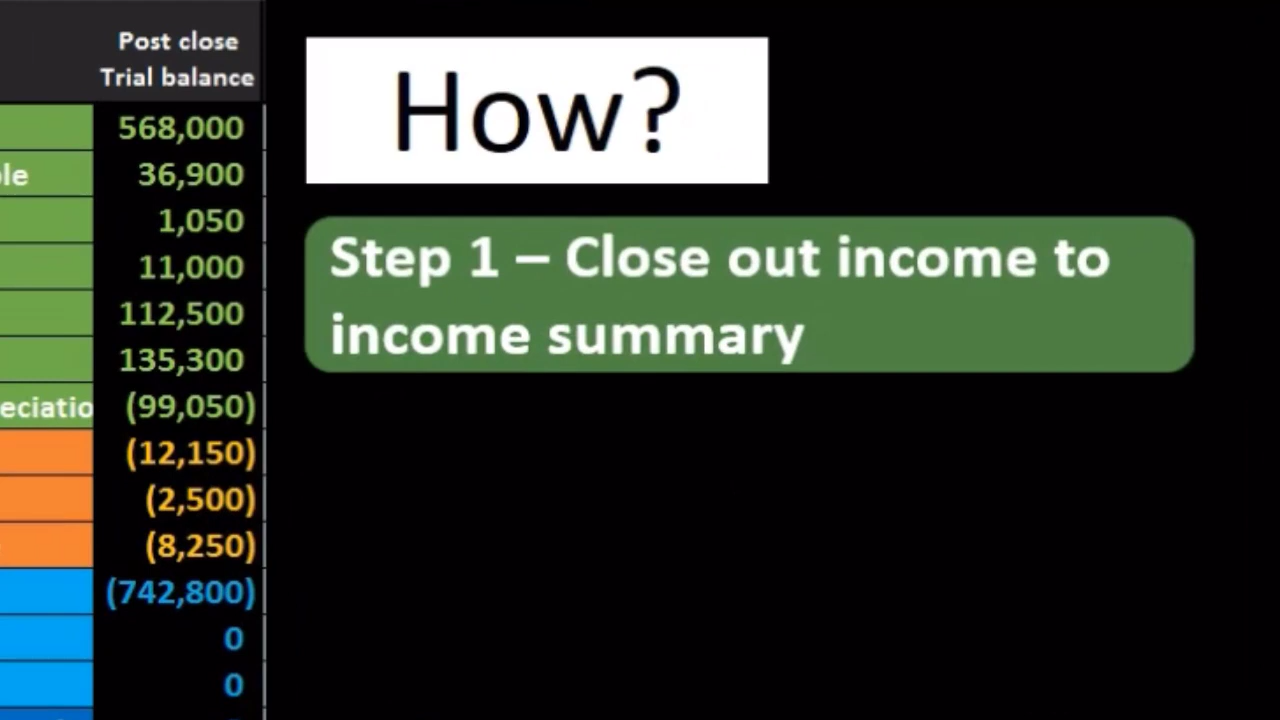 Post close
Trial balance
How?
Step 1 – Close out income to
income summary
568,000
ble 36,900
1,050
11,000
112,500
135,300
eciatio (99,050)
(12,150)
(2,500)
(8,250)
(742,800)
0
0